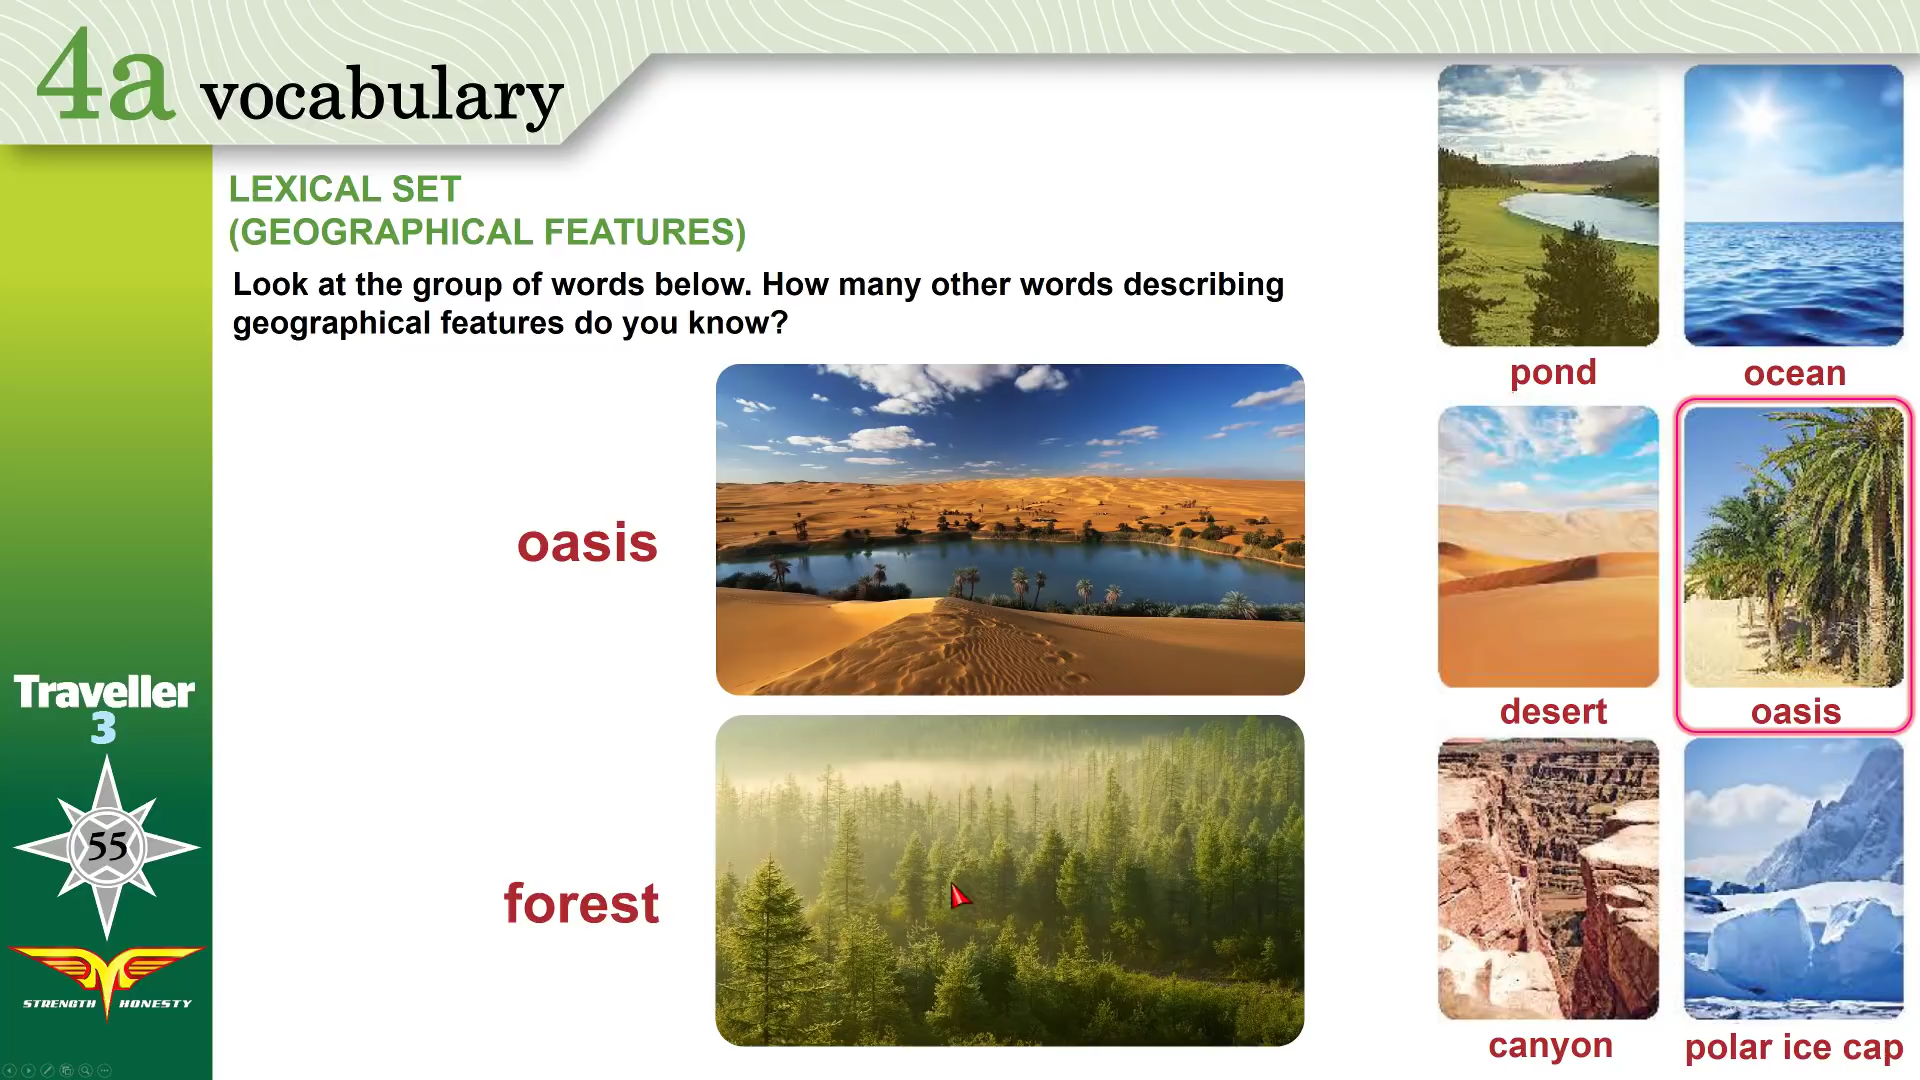 4a vocabulary
LEXICAL SET
(GEOGRAPHICAL FEATURES)
Look at the group of words below. How many other words describing
geographical features do you know?
oasis
forest
pond
ocean
desert
oasis
canyon
polar ice cap
Traveller
3
55
STRENGTH HONESTY